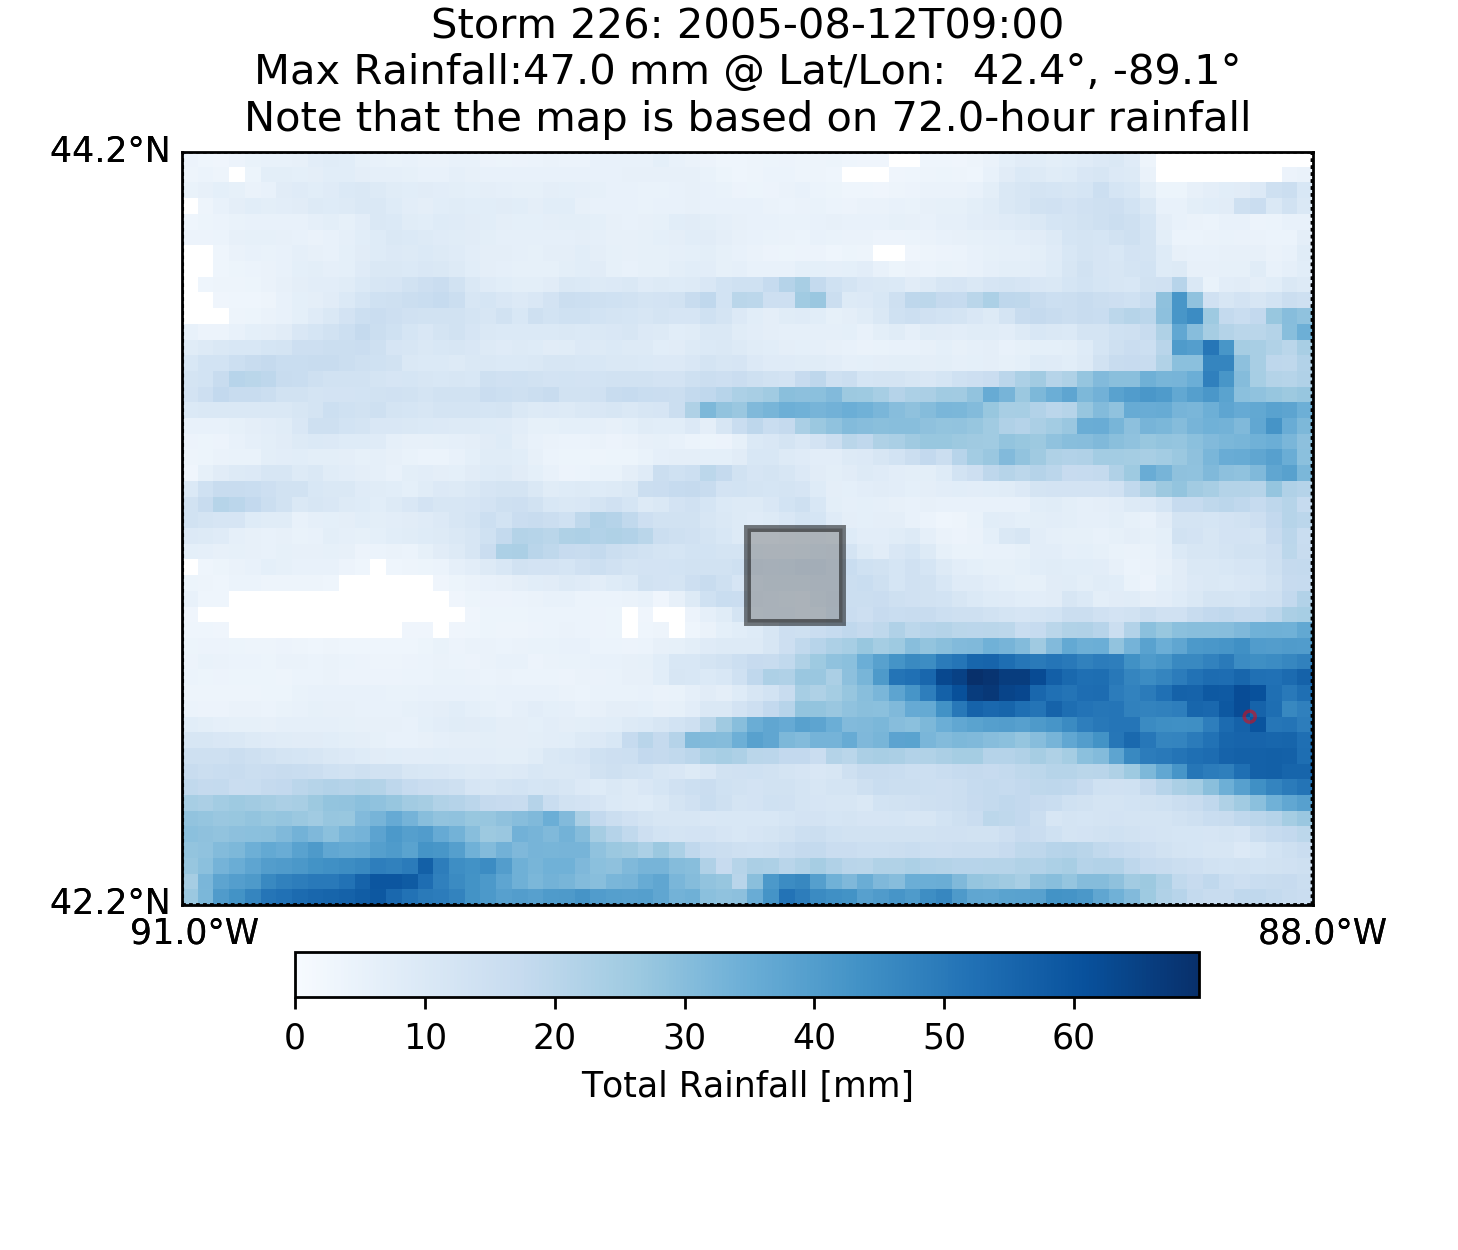 Storm 226: 2005-08-12T09:00
Max Rainfall:47.0 mm @ Lat/Lon:  42.4°, -89.1°
Note that the map is based on 72.0-hour rainfall
44.2°N
42.2°N
91.0°W 88.0°W
0 10 20 30 40 50 60
Total Rainfall [mm]